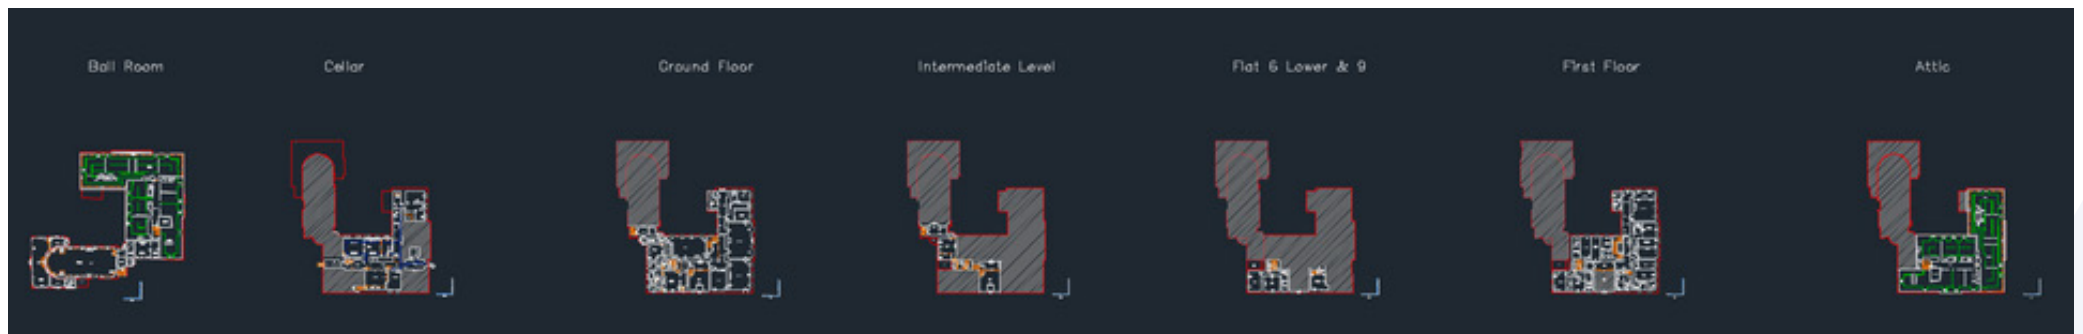 Ball Room
Cellar
Ground Floor
Intermediate Level
Flat 6 Lower & 9
First Floor
Attic